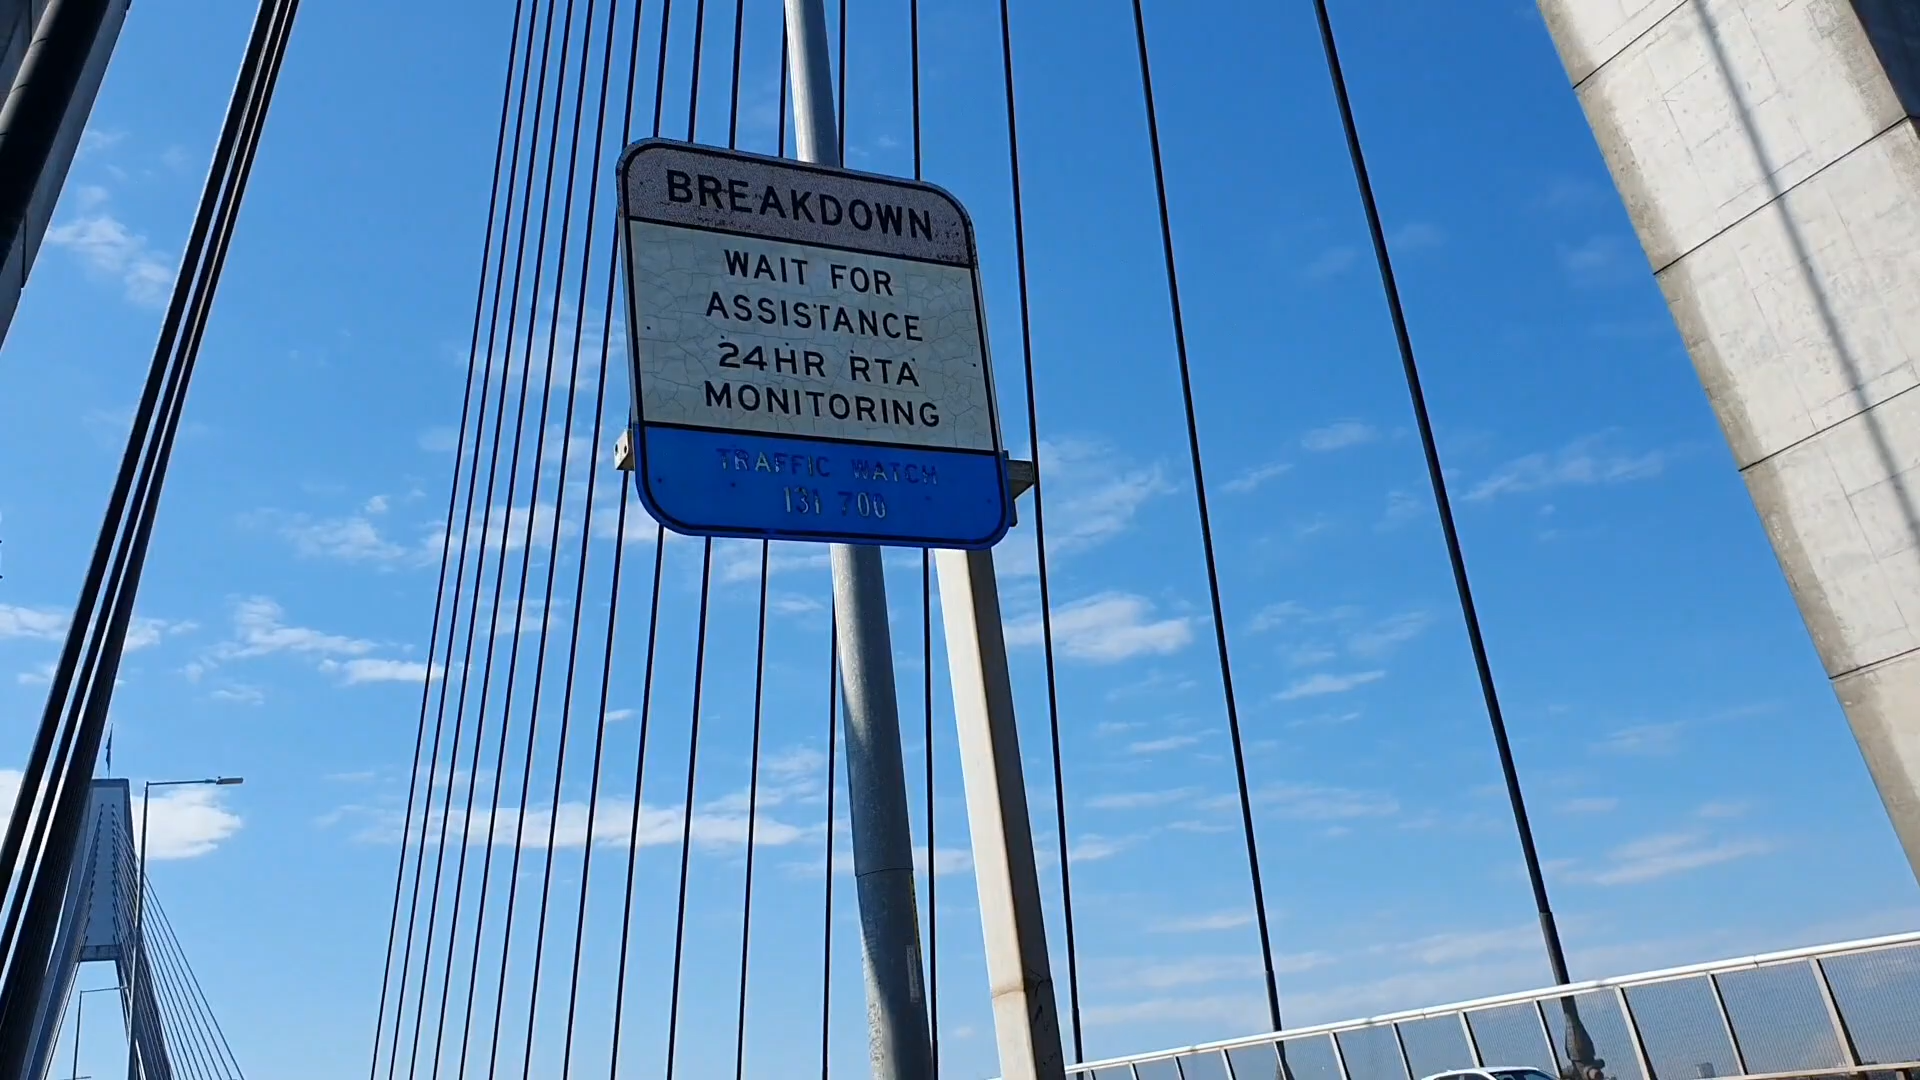 BREAKDOWN
WAIT FOR
ASSISTANCE
24HR RTA
MONITORING
TRAFFIC WATCH
131 700